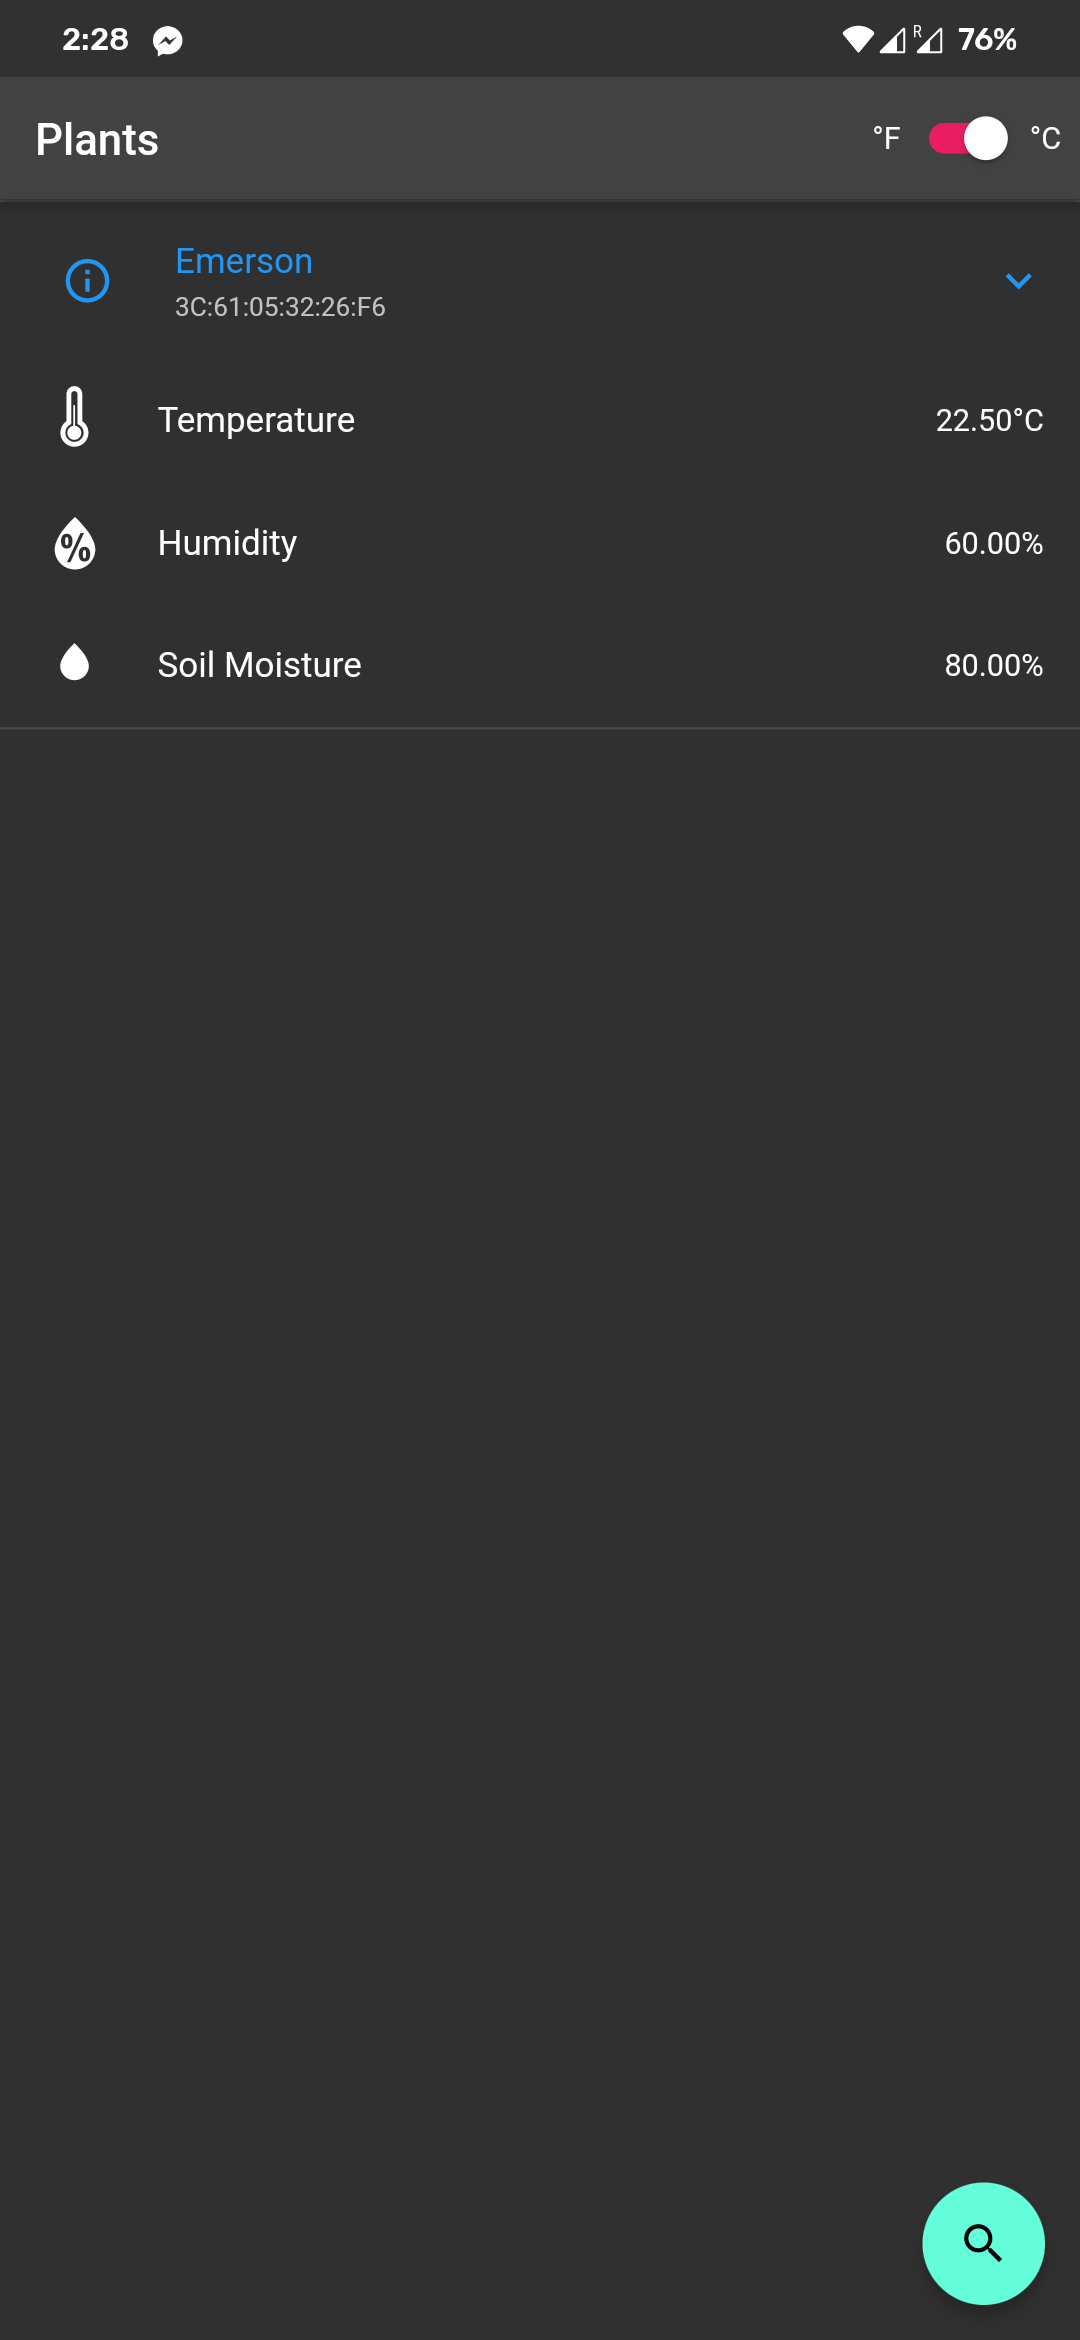 2:28
R
76%
Plants
°F
°C
Emerson
3C:61:05:32:26:F6
Temperature
22.50°C
%
Humidity
60.00%
Soil Moisture
80.00%